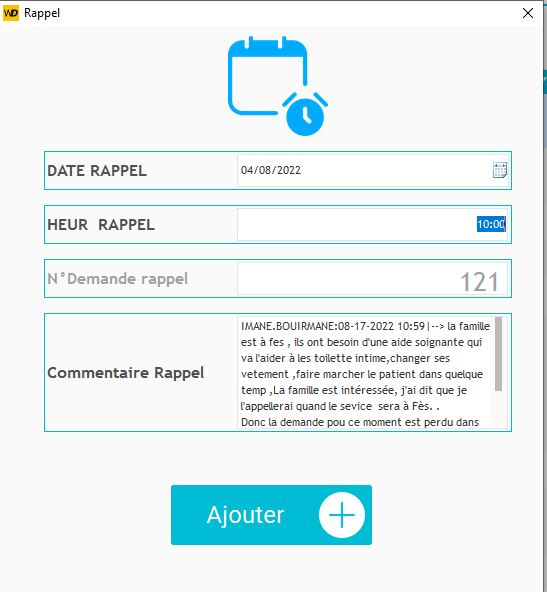 WD Rappel
DATE RAPPEL 04/08/2022
HEUR RAPPEL 10:00
N°Demande rappel 121
Commentaire Rappel
IMANE.BOUIRMANE:08-17-2022 10:59|--> la famille
est à fes , ils ont besoin d'une aide soignante qui
va l'aider à les toilette intime,changer ses
vetement ,faire marcher le patient dans quelque
temp ,La famille est intéressée, j'ai dit que je
l'appellerai quand le sevice sera à Fès. .
Donc la demande pou ce moment est perdu dans
Ajouter